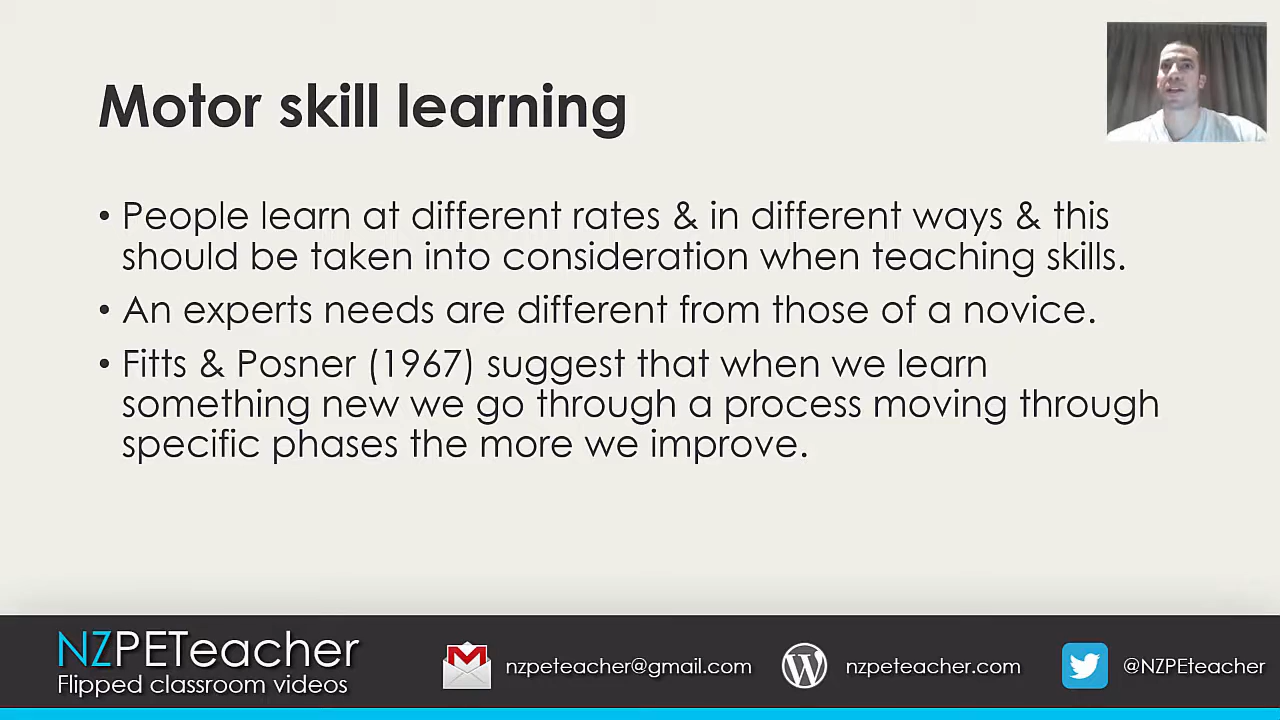 Motor skill learning
• People learn at different rates & in different ways & this
should be taken into consideration when teaching skills.
• An experts needs are different from those of a novice.
• Fitts & Posner (1967) suggest that when we learn
something new we go through a process moving through
specific phases the more we improve.
NZPETeacher
Flipped classroom videos
nzpeteacher@gmail.com
nzpeteacher.com
@NZPEteacher